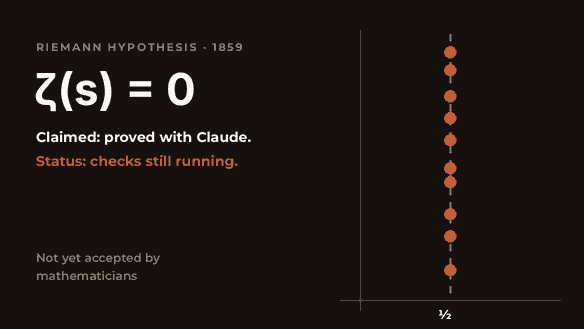 RIEMANN HYPOTHESIS · 1859
ζ(s) = 0
Claimed: proved with Claude.
Status: checks still running.
Not yet accepted by
mathematicians
½